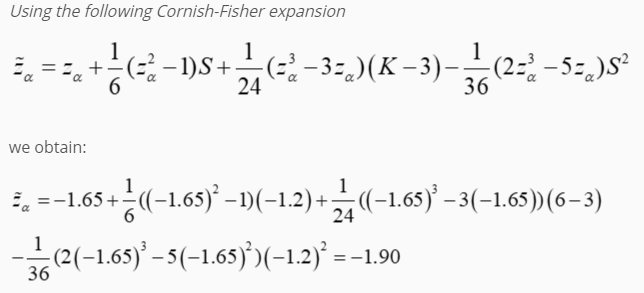 Using the following Cornish-Fisher expansion
z̃_α = z_α + 1/6 (z_α² − 1)S + 1/24 (z_α³ − 3z_α)(K − 3) − 1/36 (2z_α³ − 5z_α)S²
we obtain:
z̃_α = −1.65 + 1/6 ((−1.65)² − 1)(−1.2) + 1/24 ((−1.65)³ − 3(−1.65))(6 − 3)
− 1/36 (2(−1.65)³ − 5(−1.65)²)(−1.2)² = −1.90